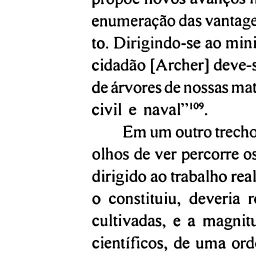 propõe novos avanços n
enumeração das vantage
to. Dirigindo-se ao mini
cidadão [Archer] deve-s
de árvores de nossas mat
civil e naval”¹⁰⁹.
Em um outro trecho
olhos de ver percorre os
dirigido ao trabalho real
o constituiu, deveria r
cultivadas, e a magnitu
científicos, de uma ord